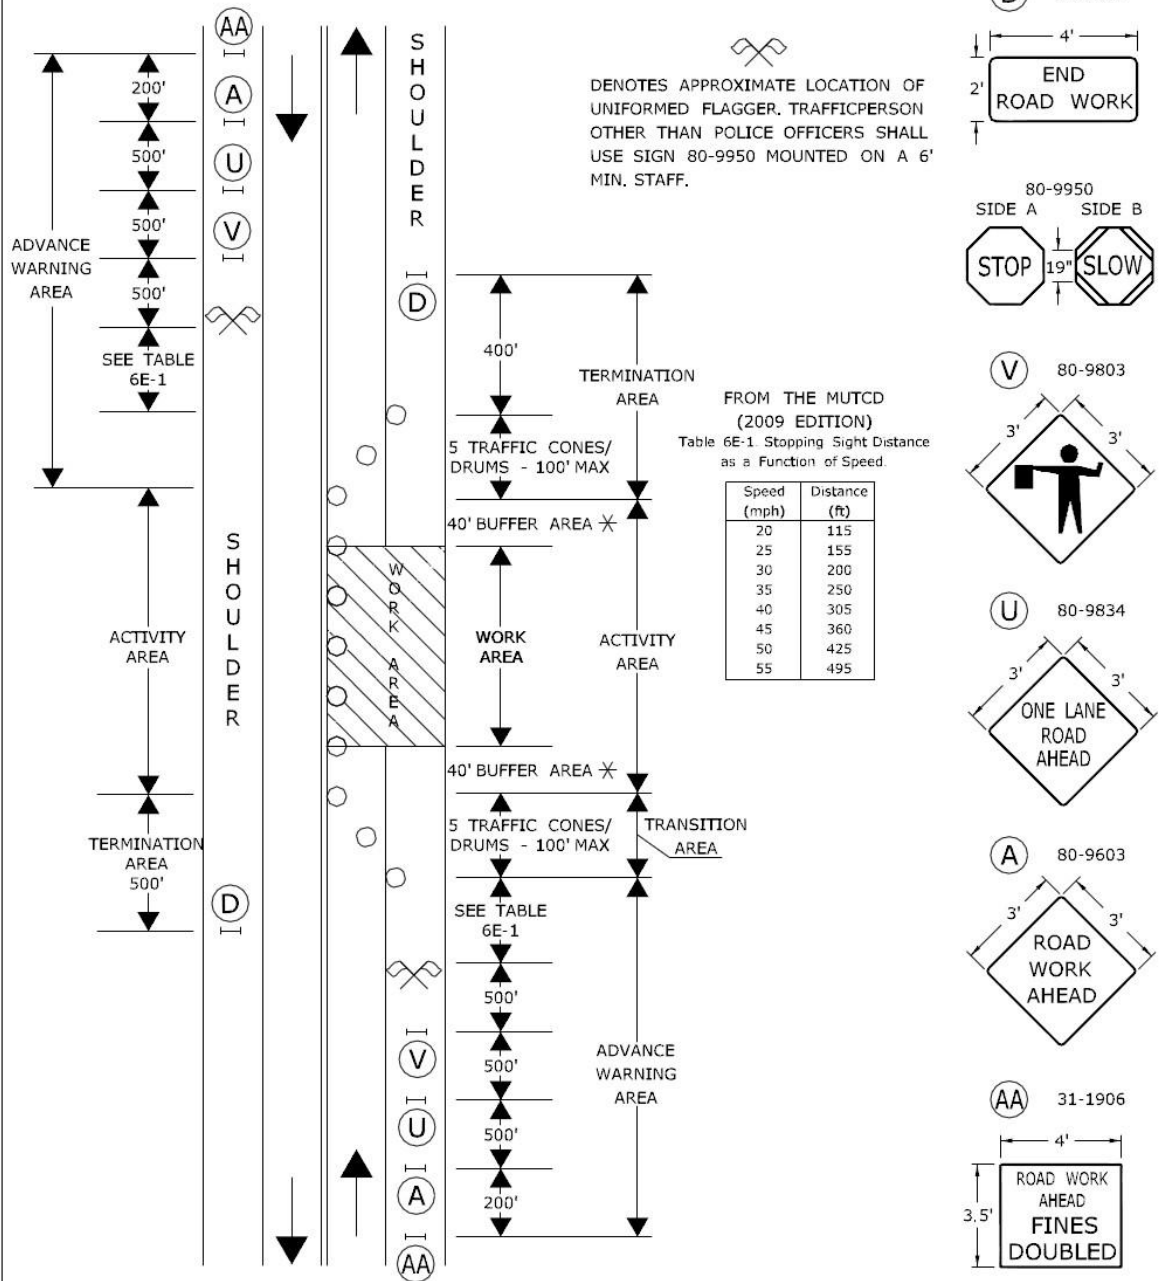 AA
200'
A
500'
U
500'
V
500'
ADVANCE
WARNING
AREA
SEE TABLE
6E-1
SHOULDER
ACTIVITY
AREA
TERMINATION
AREA
500'
D
SHOULDER
D
400'
TERMINATION
AREA
5 TRAFFIC CONES/
DRUMS - 100' MAX
40' BUFFER AREA *
WORK AREA
WORK
AREA
ACTIVITY
AREA
40' BUFFER AREA *
5 TRAFFIC CONES/
DRUMS - 100' MAX
TRANSITION
AREA
SEE TABLE
6E-1
500'
V
500'
U
500'
A
200'
AA
ADVANCE
WARNING
AREA
DENOTES APPROXIMATE LOCATION OF
UNIFORMED FLAGGER. TRAFFICPERSON
OTHER THAN POLICE OFFICERS SHALL
USE SIGN 80-9950 MOUNTED ON A 6'
MIN. STAFF.
FROM THE MUTCD
(2009 EDITION)
Table 6E-1. Stopping Sight Distance
as a Function of Speed.
Speed Distance
(mph) (ft)
20 115
25 155
30 200
35 250
40 305
45 360
50 425
55 495
4'
2'
END
ROAD WORK
80-9950
SIDE A SIDE B
STOP 19" SLOW
V 80-9803
3' 3'
U 80-9834
3' 3'
ONE LANE
ROAD
AHEAD
A 80-9603
3' 3'
ROAD
WORK
AHEAD
AA 31-1906
4'
3.5'
ROAD WORK
AHEAD
FINES
DOUBLED